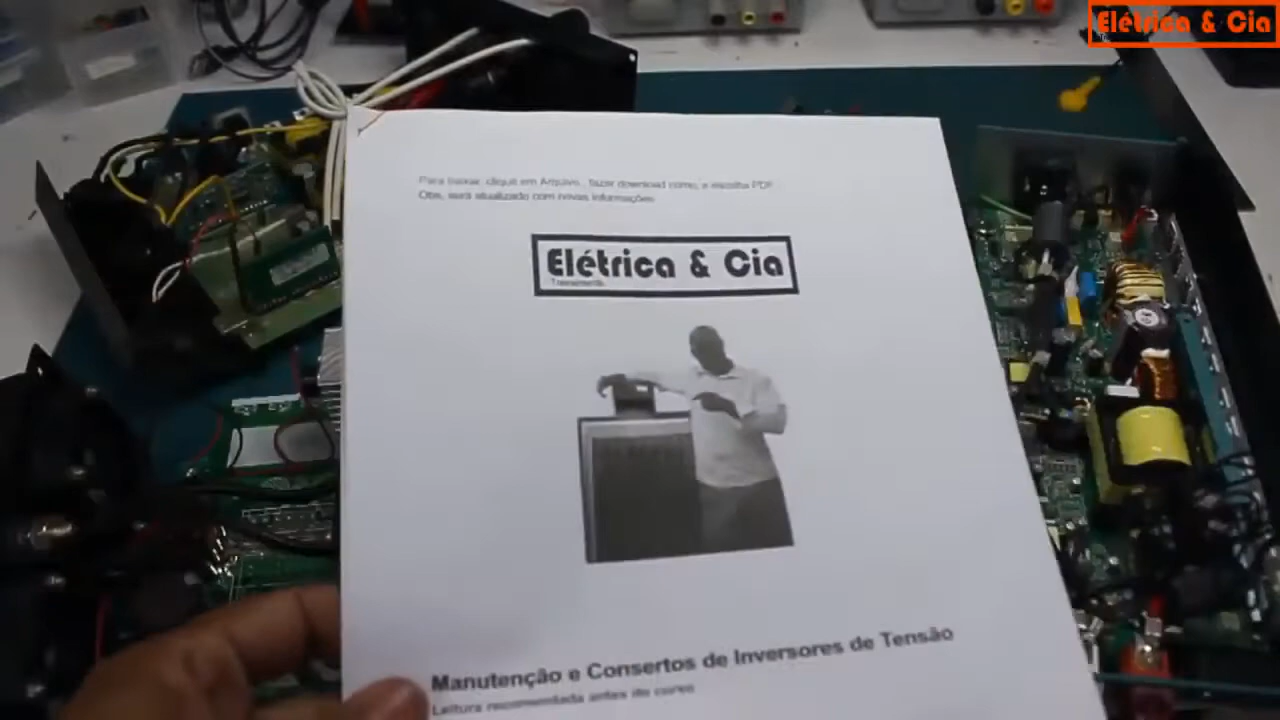 Elétrica & Cia
Para baixar, clique em Arquivo, fazer download como, e escolha PDF
Obs, será atualizado com novas informações
Elétrica & Cia
Treinamento
Manutenção e Consertos de Inversores de Tensão
Leitura recomendada antes do curso